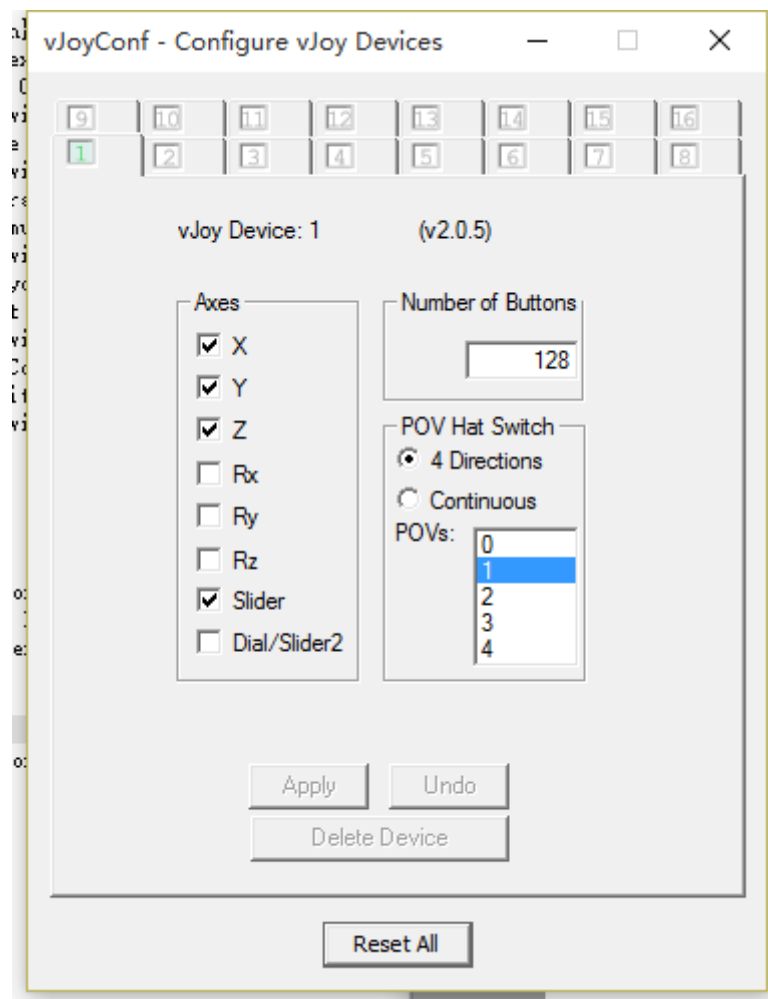 vJoyConf - Configure vJoy Devices
9 10 11 12 13 14 15 16
1 2 3 4 5 6 7 8
vJoy Device: 1 (v2.0.5)
Axes
X
Y
Z
Rx
Ry
Rz
Slider
Dial/Slider2
Number of Buttons
128
POV Hat Switch
4 Directions
Continuous
POVs:
0
1
2
3
4
Apply Undo
Delete Device
Reset All